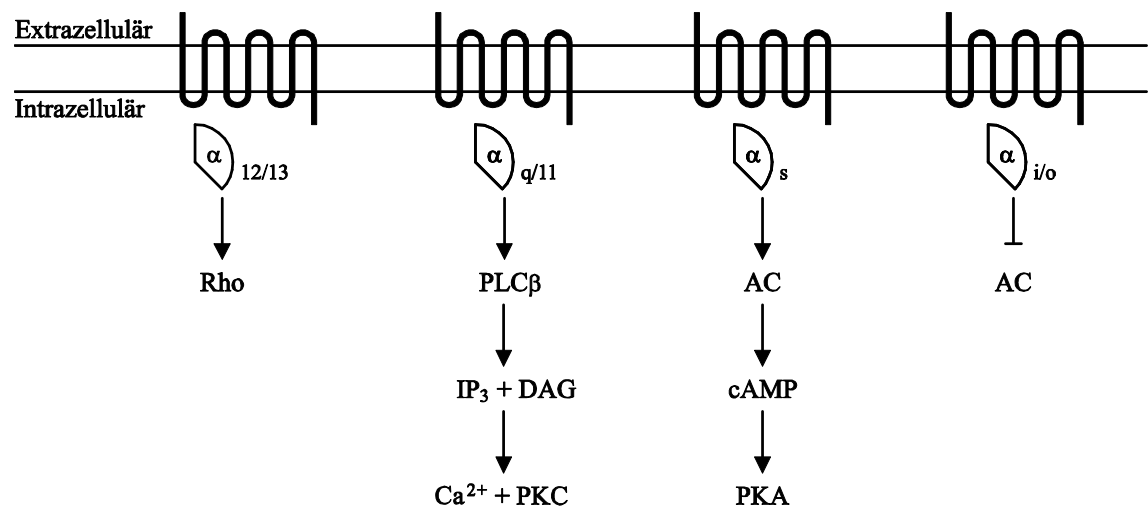 Extrazellulär
Intrazellulär
α 12/13
α q/11
α s
α i/o
Rho
PLCβ
AC
AC
IP₃ + DAG
cAMP
Ca²⁺ + PKC
PKA